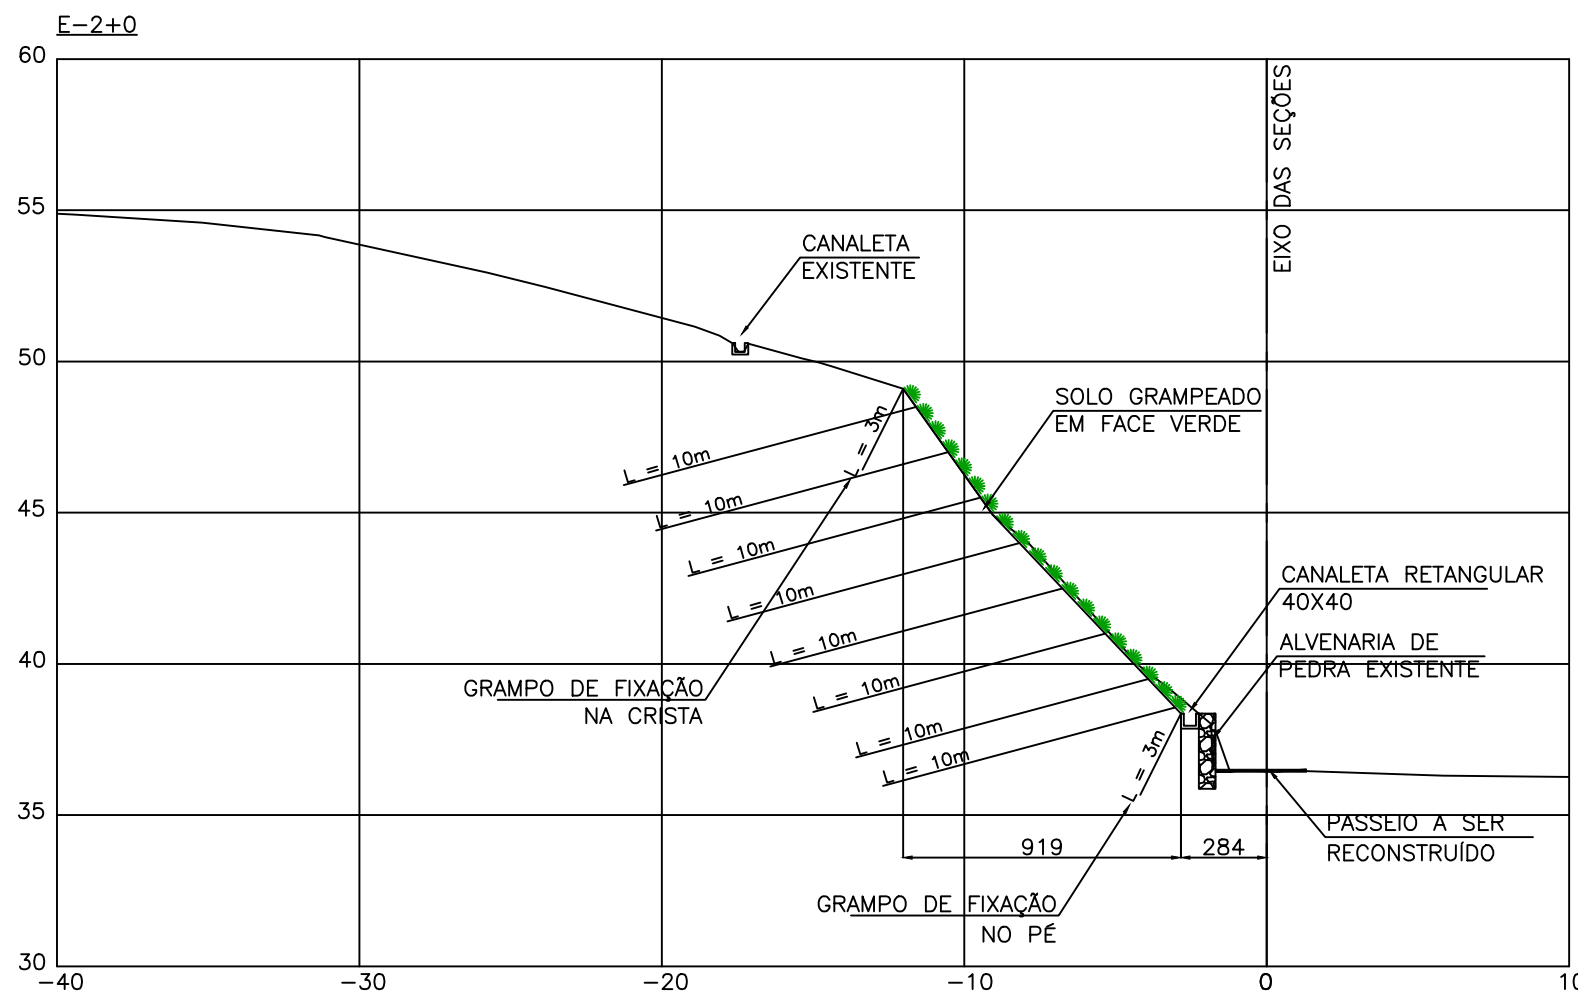 E-2+0
60
EIXO DAS SEÇÕES
55
CANALETA
EXISTENTE
50
SOLO GRAMPEADO
EM FACE VERDE
L = 3m
L = 10m
L = 10m
45
L = 10m
L = 10m
CANALETA RETANGULAR
40X40
L = 10m
ALVENARIA DE
PEDRA EXISTENTE
40
GRAMPO DE FIXAÇÃO
NA CRISTA
L = 10m
L = 10m
L = 10m
L = 3m
35
PASSEIO A SER
RECONSTRUÍDO
919
284
GRAMPO DE FIXAÇÃO
NO PÉ
30
-40
-30
-20
-10
0
10